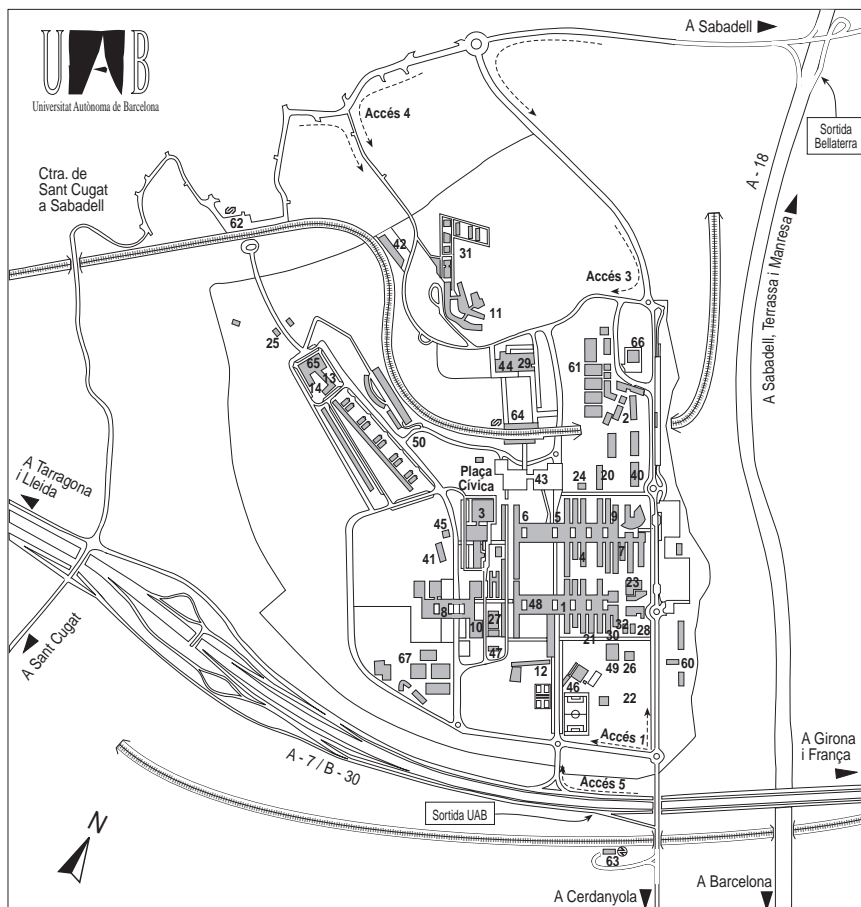 A Sabadell
UAB
Universitat Autònoma de Barcelona
Accés 4
Sortida
Bellaterra
Ctra. de
Sant Cugat
a Sabadell
A - 18
A Sabadell, Terrassa i Manresa
62
42
31
Accés 3
11
25
65
13
14
44
29
61
66
2
64
50
Plaça
Cívica
43
24
20
40
A Tarragona
i Lleida
3
6
5
9
45
41
4
7
23
8
48
1
27
10
21
30
32
28
47
12
49
26
60
67
46
22
A Sant Cugat
Accés 1
A Girona
i França
A - 7 / B - 30
Accés 5
Sortida UAB
N
63
A Cerdanyola
A Barcelona